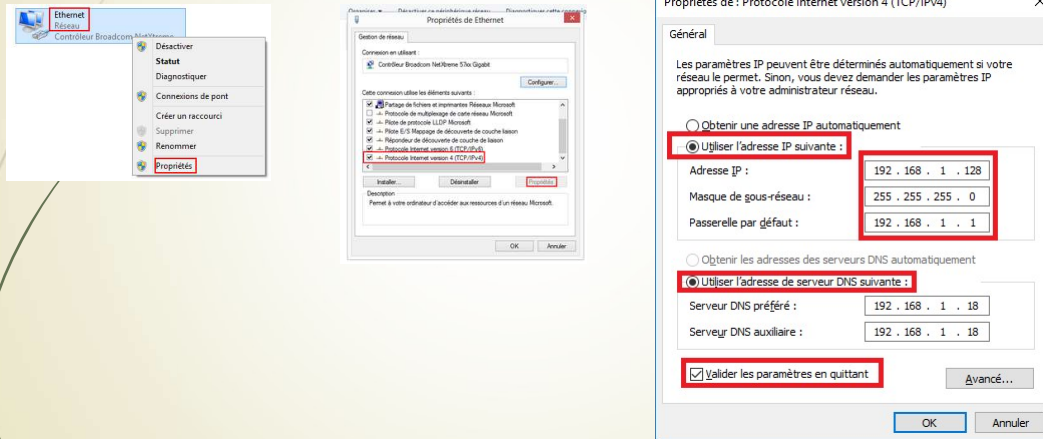 Ethernet
Réseau
Contrôleur Broadcom NetXtreme
Désactiver
Statut
Diagnostiquer
Connexions de pont
Créer un raccourci
Supprimer
Renommer
Propriétés
Organiser Désactiver ce périphérique réseau Diagnostiquer cette connexio
Propriétés de Ethernet
Gestion de réseau
Connexion en utilisant :
Contrôleur Broadcom NetXtreme 57xx Gigabit
Configurer...
Cette connexion utilise les éléments suivants :
Partage de fichiers et imprimantes Réseaux Microsoft
Protocole de multiplexage de carte réseau Microsoft
Pilote de protocole LLDP Microsoft
Pilote E/S Mappage de découverte de couche liaison
Répondeur de découverte de couche de liaison
Protocole Internet version 6 (TCP/IPv6)
Protocole Internet version 4 (TCP/IPv4)
Installer... Désinstaller Propriétés
Description
Permet à votre ordinateur d'accéder aux ressources d'un réseau Microsoft.
OK Annuler
Propriétés de : Protocole Internet version 4 (TCP/IPv4)
Général
Les paramètres IP peuvent être déterminés automatiquement si votre
réseau le permet. Sinon, vous devez demander les paramètres IP
appropriés à votre administrateur réseau.
Obtenir une adresse IP automatiquement
Utiliser l'adresse IP suivante :
Adresse IP : 192 . 168 . 1 . 128
Masque de sous-réseau : 255 . 255 . 255 . 0
Passerelle par défaut : 192 . 168 . 1 . 1
Obtenir les adresses des serveurs DNS automatiquement
Utiliser l'adresse de serveur DNS suivante :
Serveur DNS préféré : 192 . 168 . 1 . 18
Serveur DNS auxiliaire : 192 . 168 . 1 . 18
Valider les paramètres en quittant
Avancé...
OK Annuler